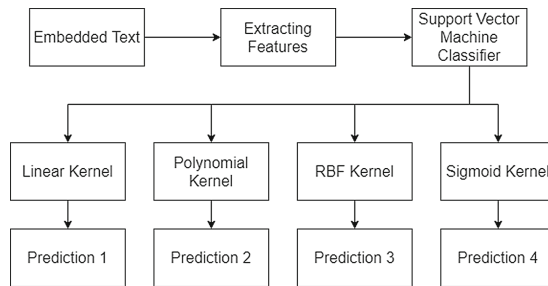 Embedded Text
Extracting
Features
Support Vector
Machine
Classifier
Linear Kernel
Polynomial
Kernel
RBF Kernel
Sigmoid Kernel
Prediction 1
Prediction 2
Prediction 3
Prediction 4